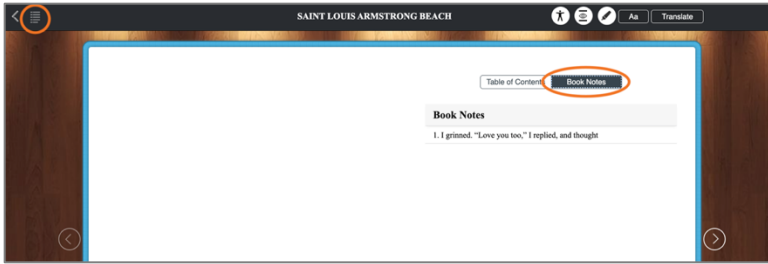 SAINT LOUIS ARMSTRONG BEACH
Aa
Translate
Table of Content
Book Notes
Book Notes
1. I grinned. “Love you too,” I replied, and thought